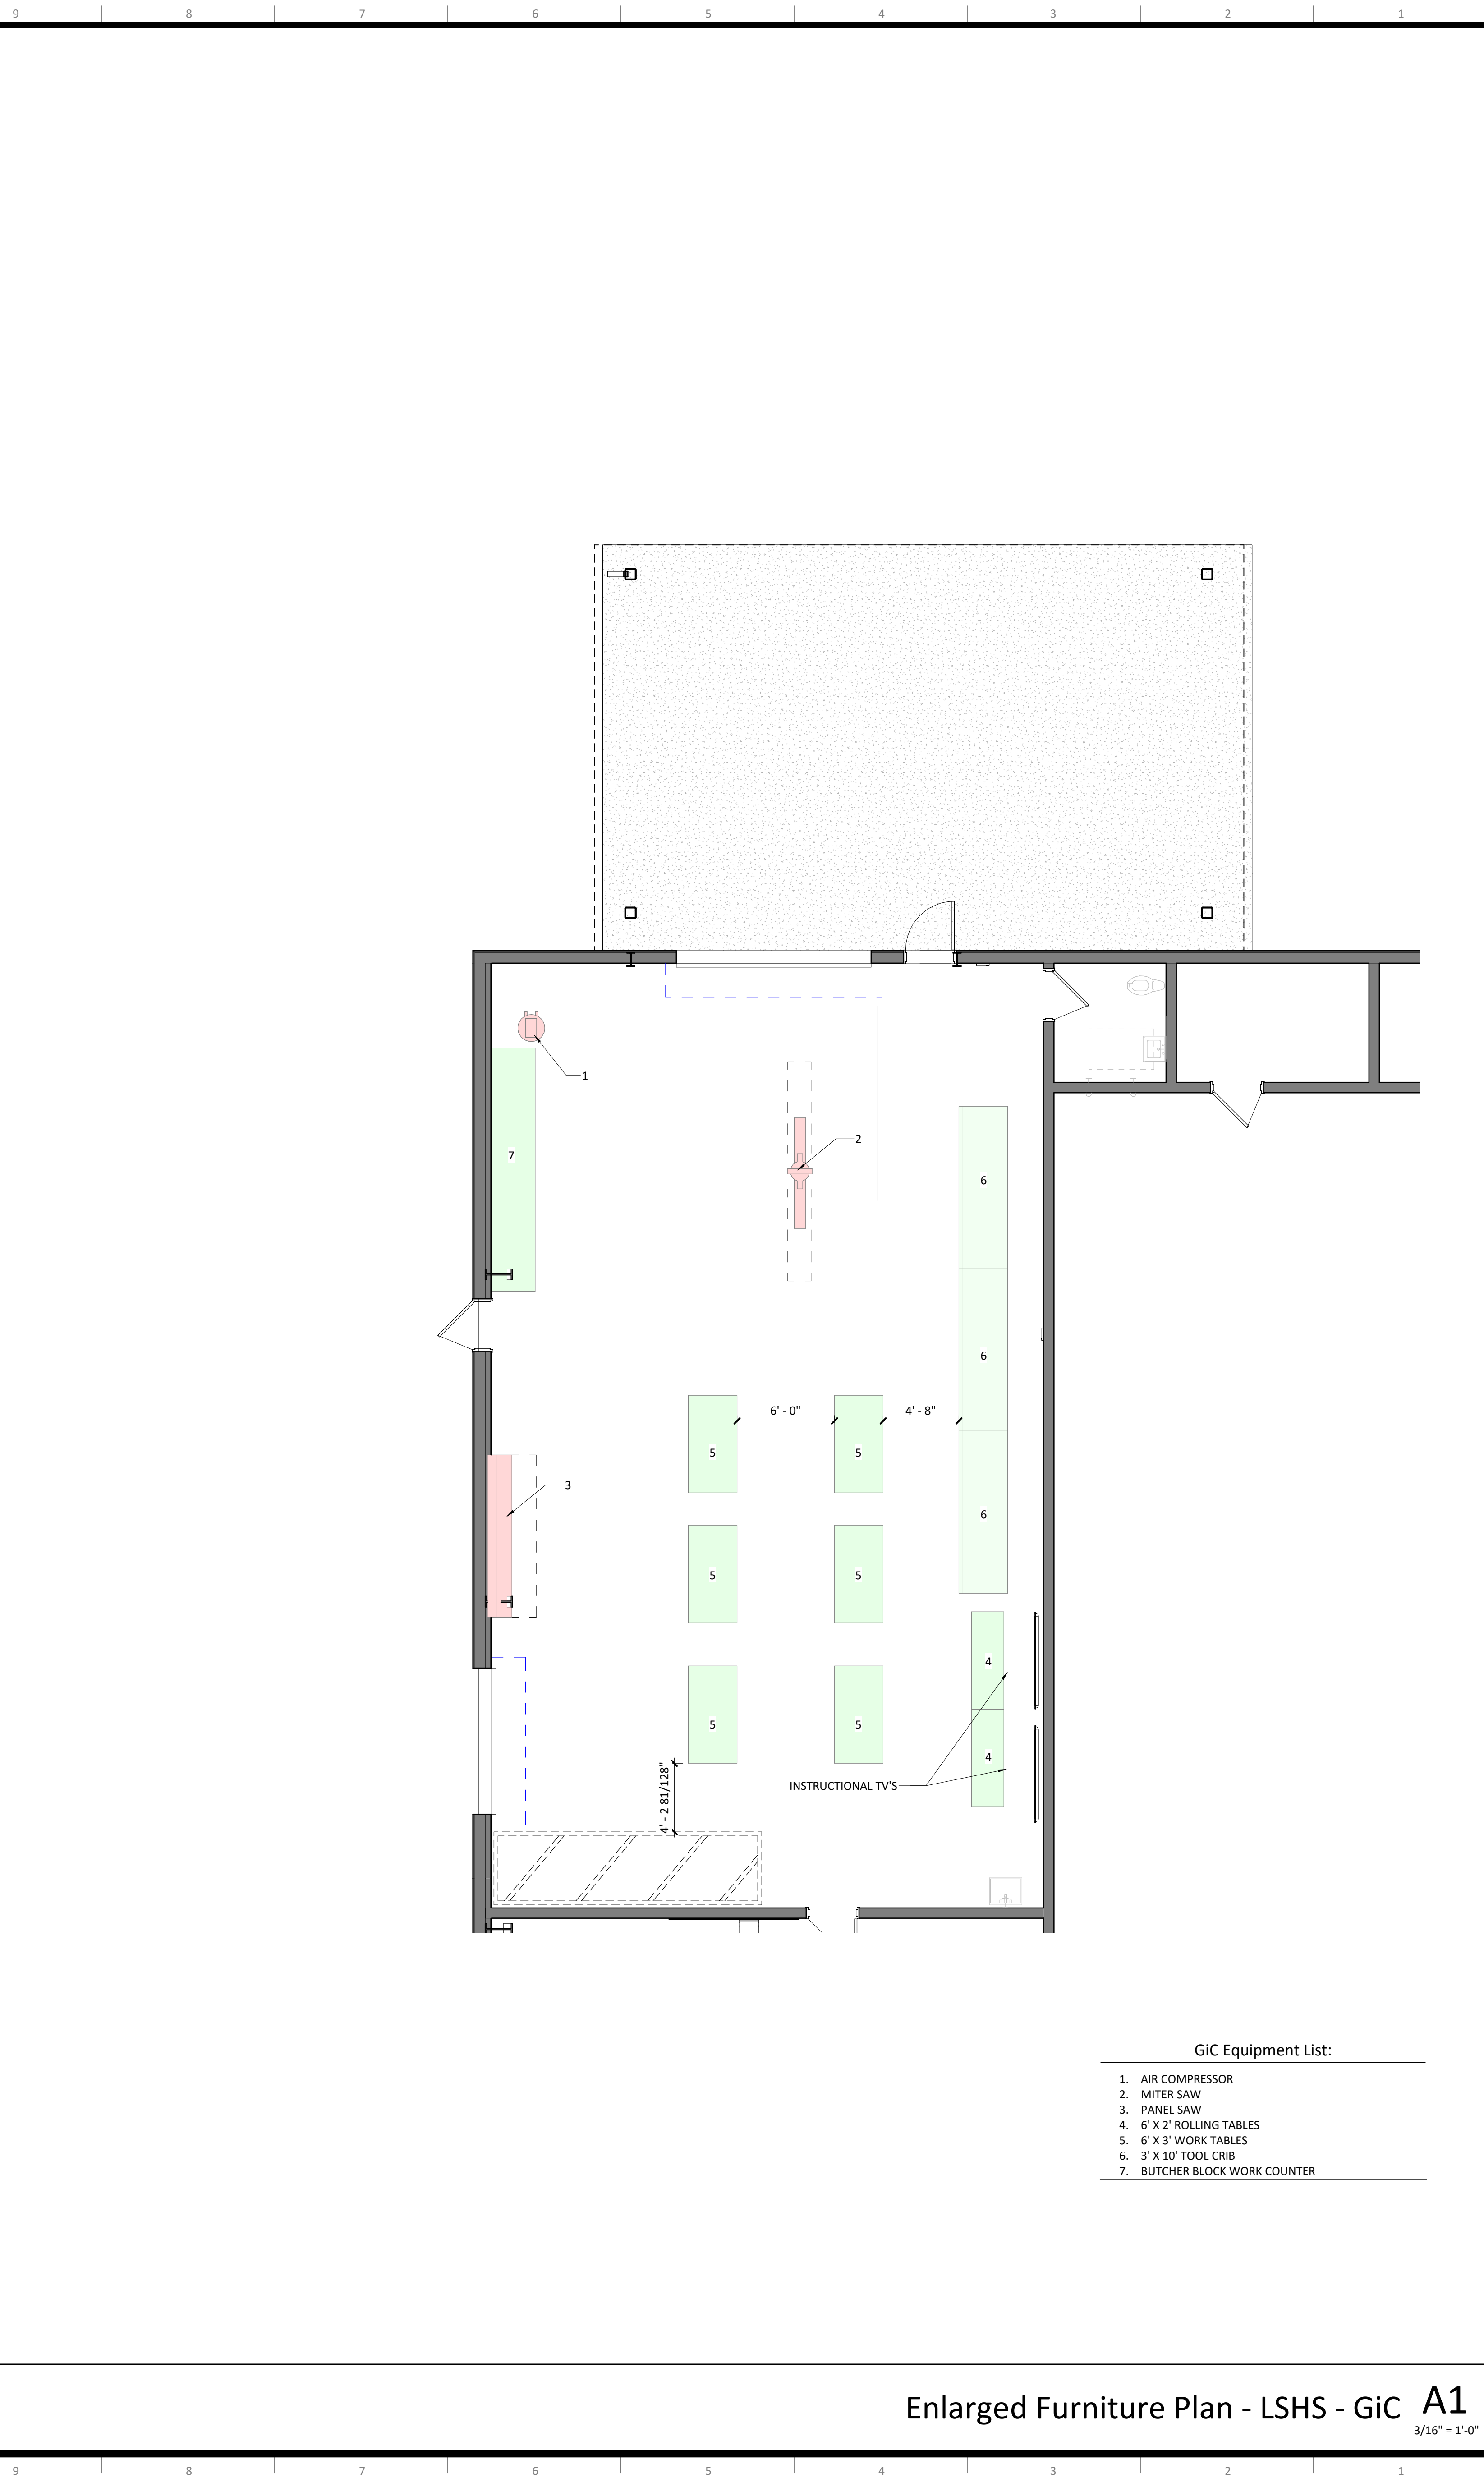 9 8 7 6 5 4 3 2 1
1
2
7
6
6
6' - 0" 4' - 8"
5 5
3
6
5 5
4
5 5
4
4' - 2 81/128"
INSTRUCTIONAL TV'S
GiC Equipment List:
1. AIR COMPRESSOR
2. MITER SAW
3. PANEL SAW
4. 6' X 2' ROLLING TABLES
5. 6' X 3' WORK TABLES
6. 3' X 10' TOOL CRIB
7. BUTCHER BLOCK WORK COUNTER
Enlarged Furniture Plan - LSHS - GiC A1
3/16" = 1'-0"
9 8 7 6 5 4 3 2 1